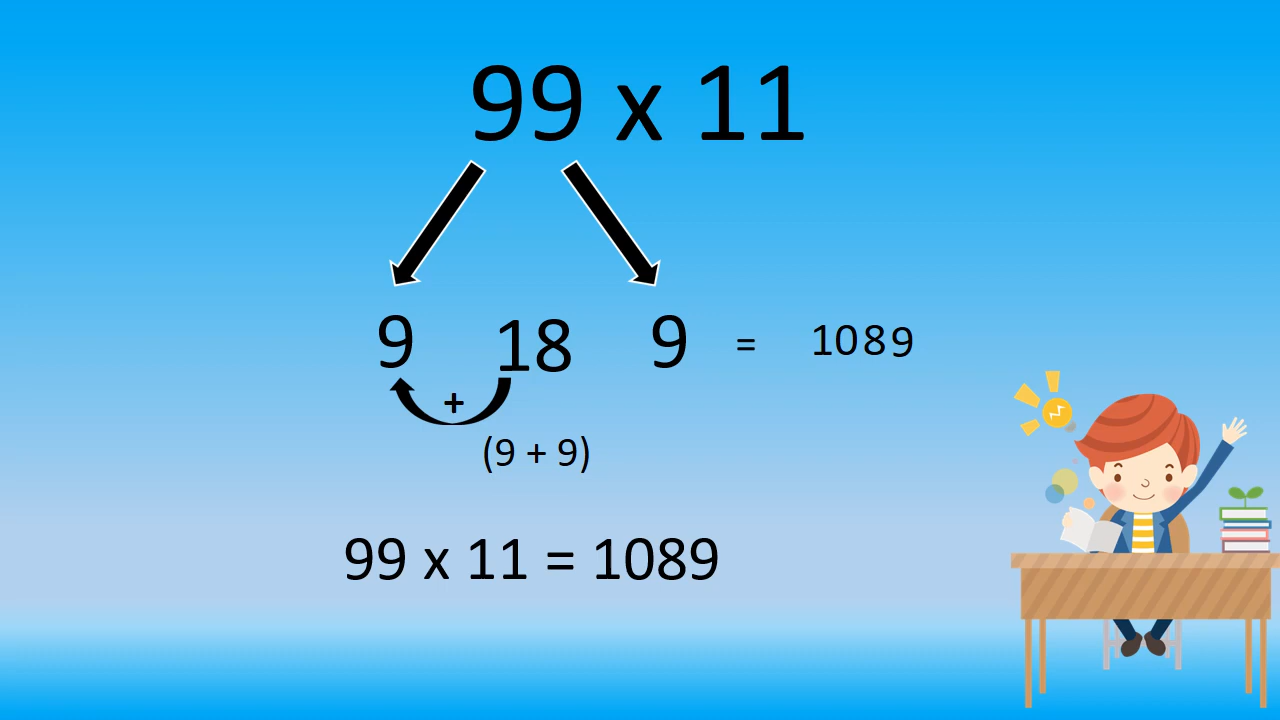 99 x 11
9 18 9 = 1089
+
(9 + 9)
99 x 11 = 1089